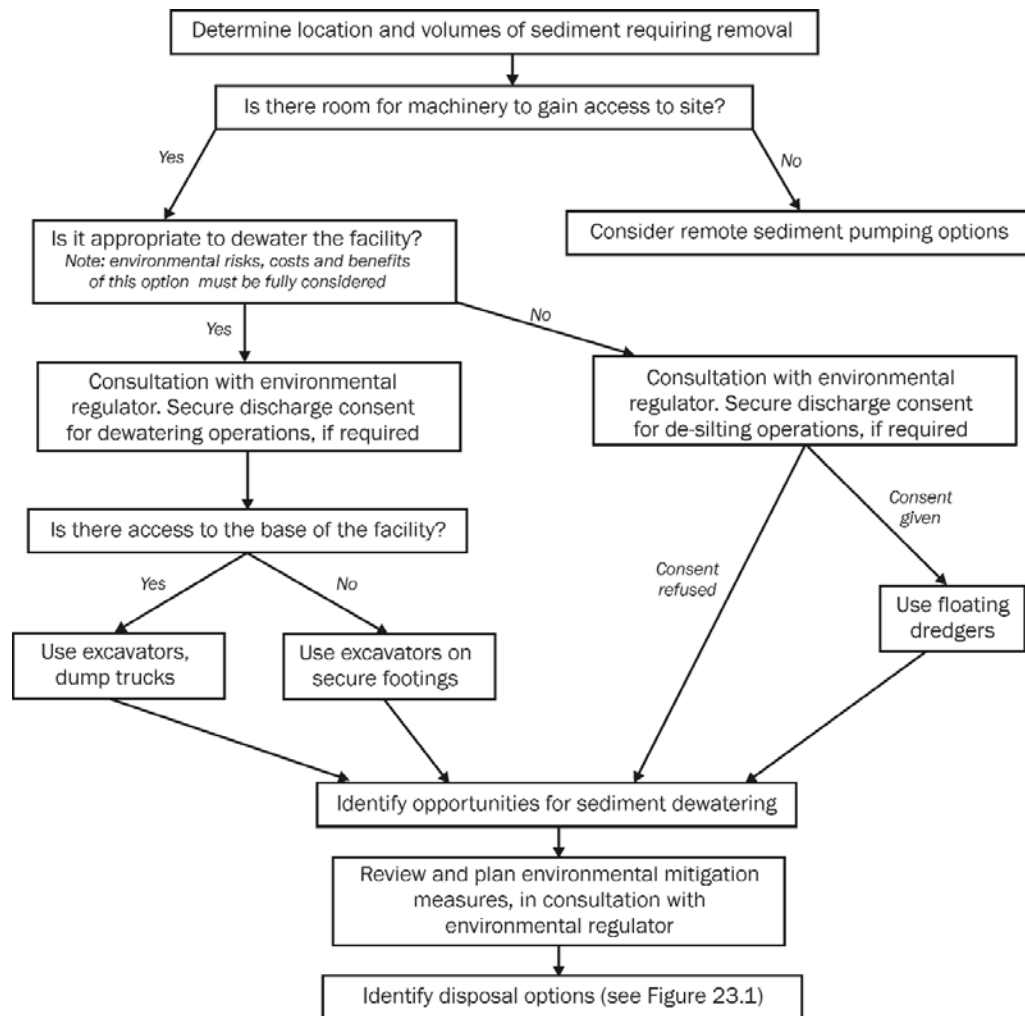 Determine location and volumes of sediment requiring removal
Is there room for machinery to gain access to site?
Yes
No
Is it appropriate to dewater the facility?
Note: environmental risks, costs and benefits
of this option must be fully considered
Consider remote sediment pumping options
Yes
No
Consultation with environmental
regulator. Secure discharge consent
for dewatering operations, if required
Consultation with environmental
regulator. Secure discharge consent
for de-silting operations, if required
Is there access to the base of the facility?
Consent
given
Yes
No
Consent
refused
Use excavators,
dump trucks
Use excavators on
secure footings
Use floating
dredgers
Identify opportunities for sediment dewatering
Review and plan environmental mitigation
measures, in consultation with
environmental regulator
Identify disposal options (see Figure 23.1)